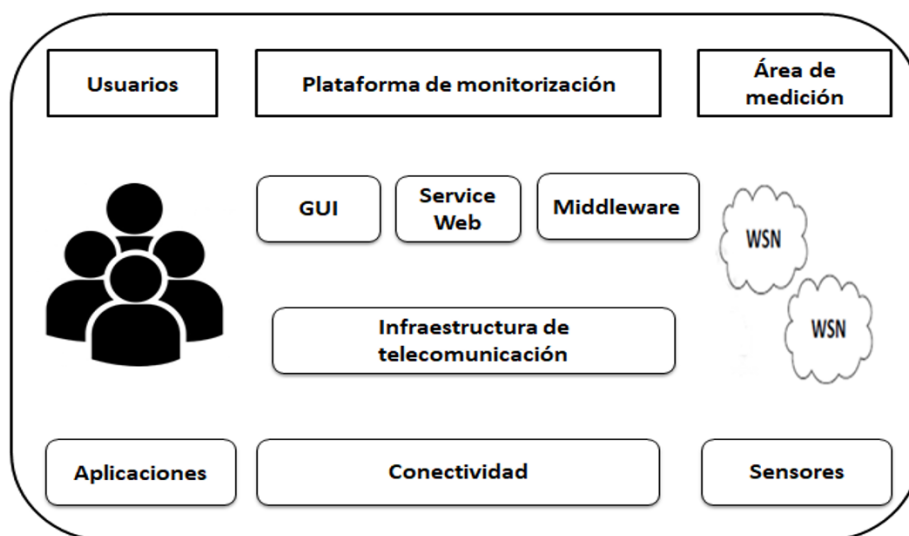 Usuarios
Plataforma de monitorización
Área de
medición
GUI
Service
Web
Middleware
WSN
WSN
Infraestructura de
telecomunicación
Aplicaciones
Conectividad
Sensores